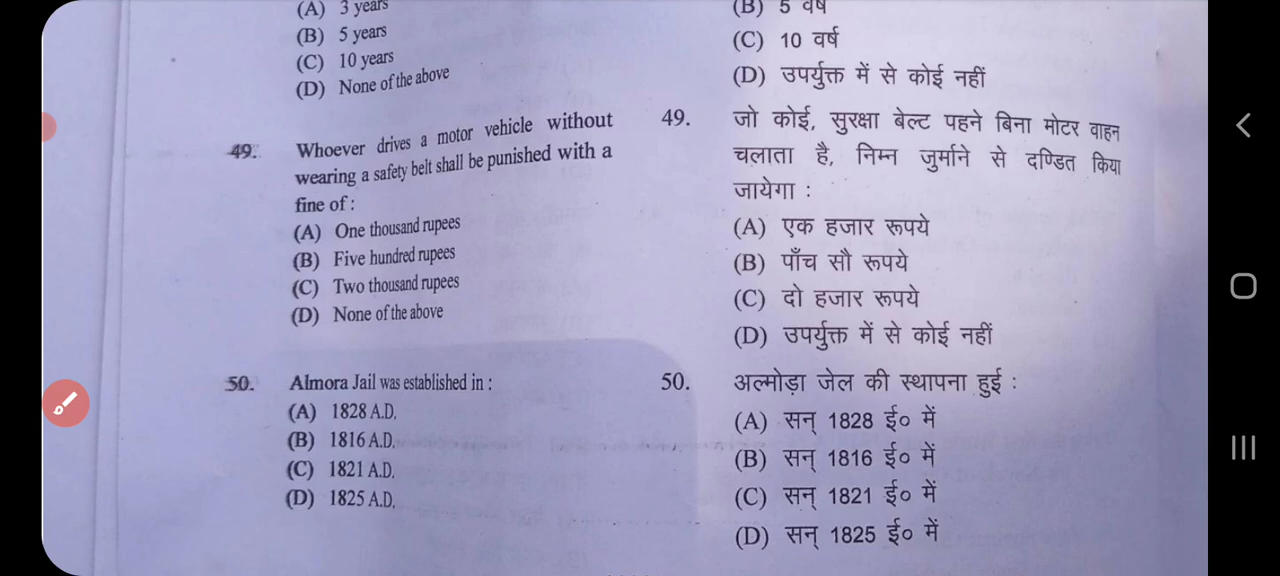 (A) 3 years
(B) 5 years
(C) 10 years
(D) None of the above
49. Whoever drives a motor vehicle without
wearing a safety belt shall be punished with a
fine of :
(A) One thousand rupees
(B) Five hundred rupees
(C) Two thousand rupees
(D) None of the above
50. Almora Jail was established in :
(A) 1828 A.D.
(B) 1816 A.D.
(C) 1821 A.D.
(D) 1825 A.D.
(B) 5 वर्ष
(C) 10 वर्ष
(D) उपर्युक्त में से कोई नहीं
49. जो कोई, सुरक्षा बेल्ट पहने बिना मोटर वाहन
चलाता है, निम्न जुर्माने से दण्डित किया
जायेगा :
(A) एक हजार रूपये
(B) पाँच सौ रूपये
(C) दो हजार रूपये
(D) उपर्युक्त में से कोई नहीं
50. अल्मोड़ा जेल की स्थापना हुई :
(A) सन् 1828 ई० में
(B) सन् 1816 ई० में
(C) सन् 1821 ई० में
(D) सन् 1825 ई० में